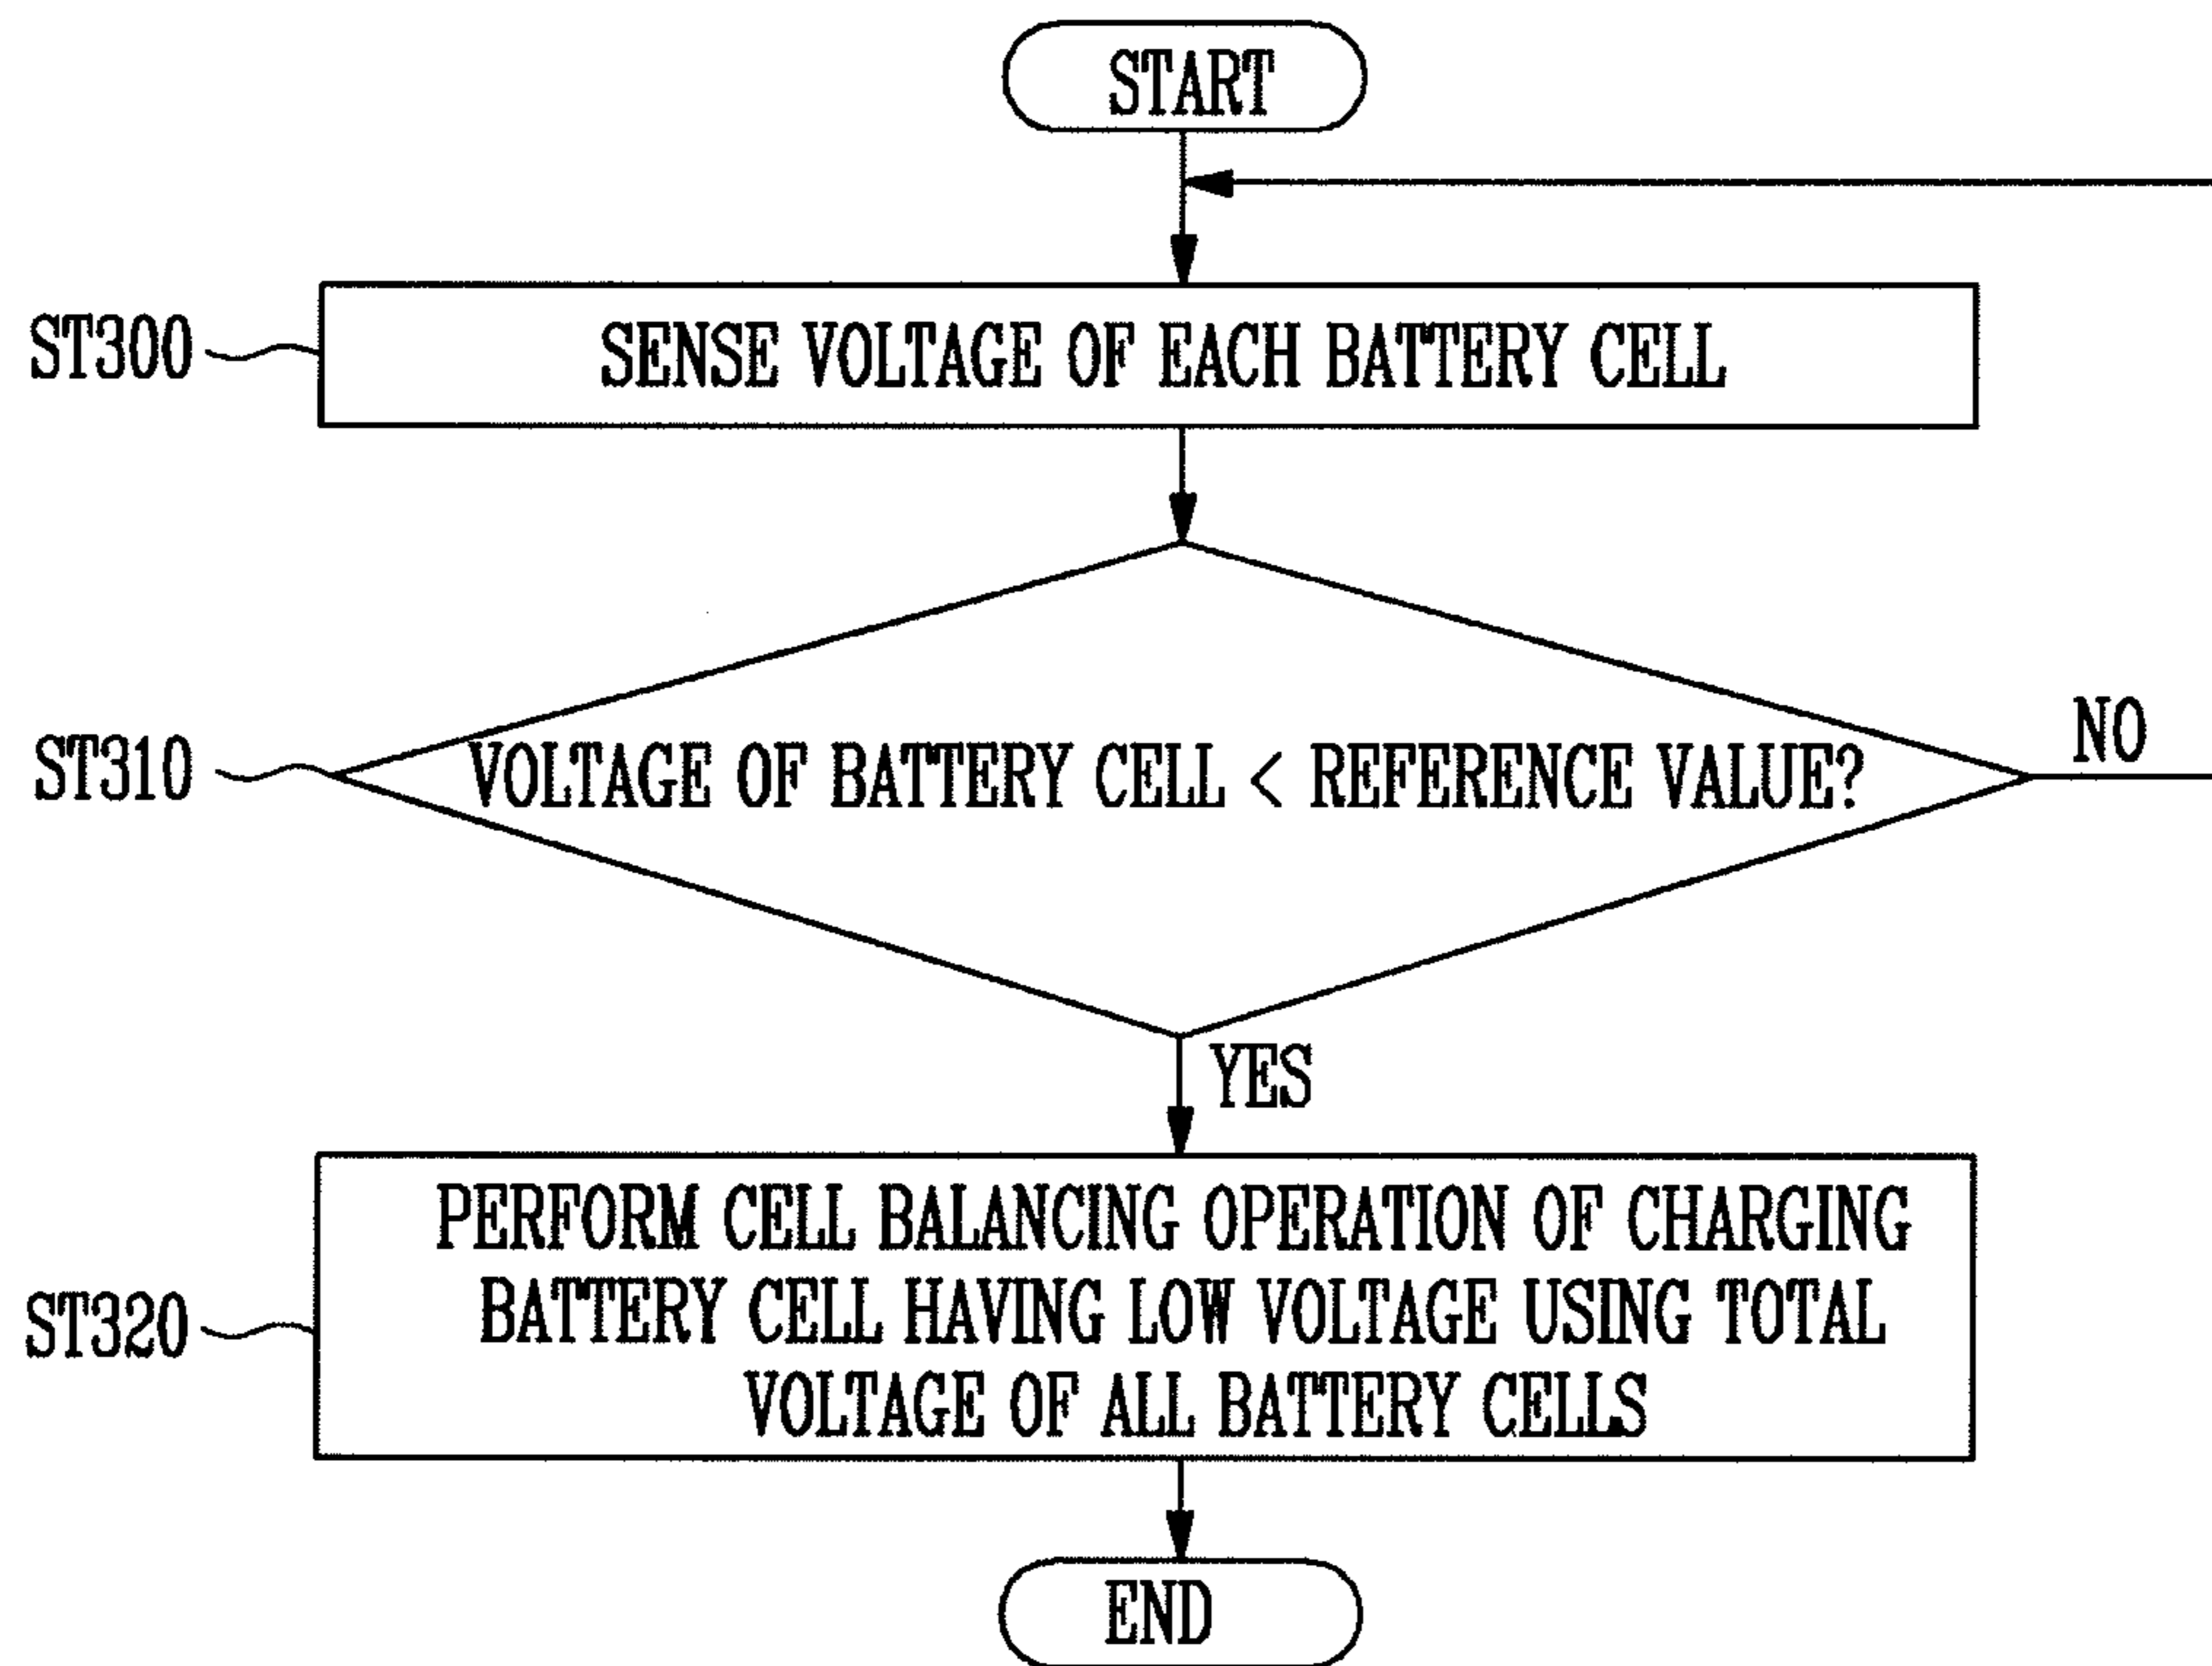 START
ST300
SENSE VOLTAGE OF EACH BATTERY CELL
ST310
VOLTAGE OF BATTERY CELL < REFERENCE VALUE?
NO
YES
ST320
PERFORM CELL BALANCING OPERATION OF CHARGING
BATTERY CELL HAVING LOW VOLTAGE USING TOTAL
VOLTAGE OF ALL BATTERY CELLS
END